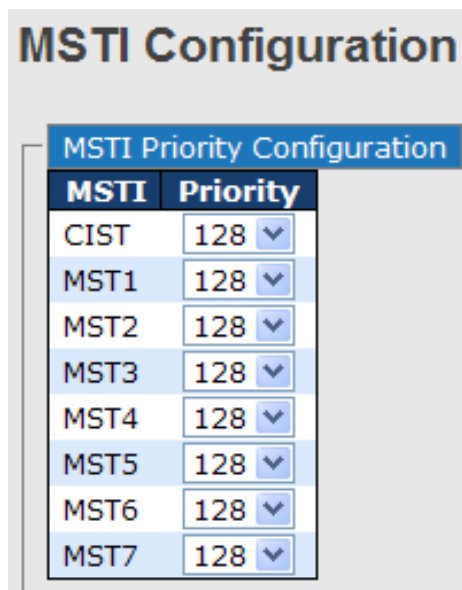 MSTI Configuration
MSTI Priority Configuration
MSTI Priority
CIST 128
MST1 128
MST2 128
MST3 128
MST4 128
MST5 128
MST6 128
MST7 128